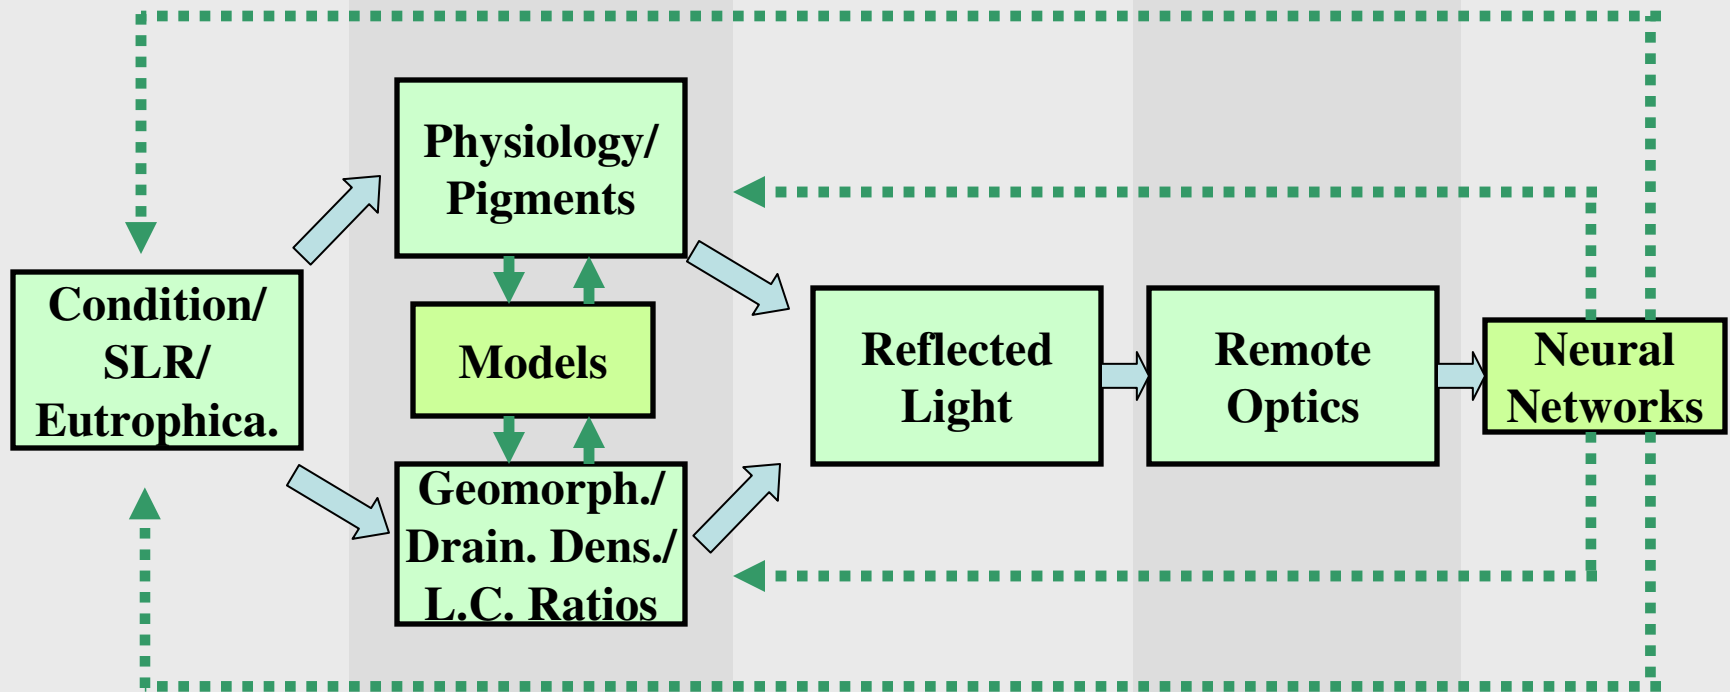 Physiology/
Pigments
Condition/
SLR/
Eutrophica.
Models
Reflected
Light
Remote
Optics
Neural
Networks
Geomorph./
Drain. Dens./
L.C. Ratios